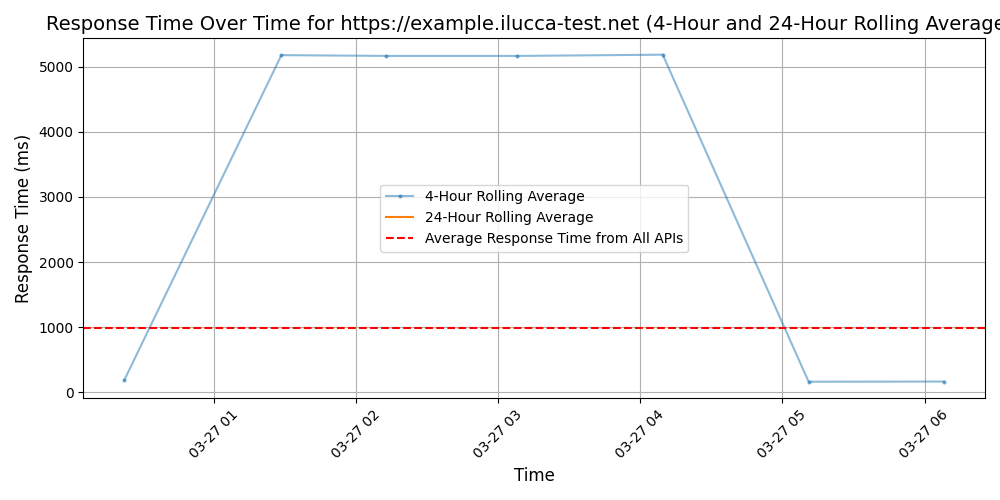 Response Time Over Time for https://example.ilucca-test.net (4-Hour and 24-Hour Rolling Average
Response Time (ms)
5000
4000
3000
2000
1000
0
4-Hour Rolling Average
24-Hour Rolling Average
Average Response Time from All APIs
03-27 01
03-27 02
03-27 03
03-27 04
03-27 05
03-27 06
Time